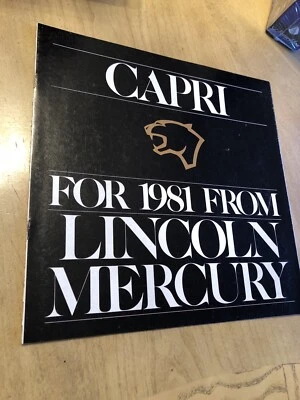 CAPRI
FOR 1981 FROM
LINCOLN
MERCURY